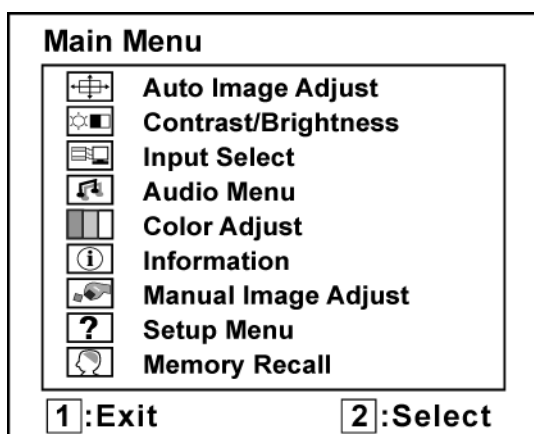 Main Menu
Auto Image Adjust
Contrast/Brightness
Input Select
Audio Menu
Color Adjust
i Information
Manual Image Adjust
? Setup Menu
Memory Recall
1:Exit 2:Select